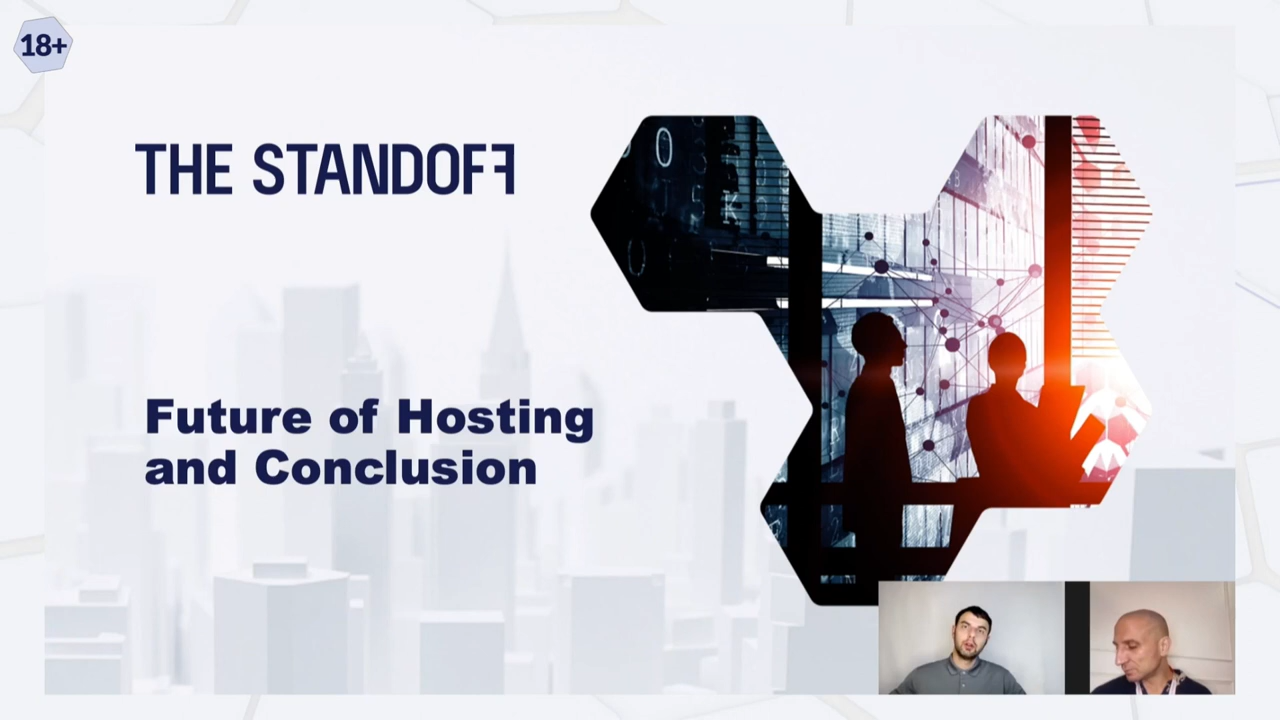 18+
THE STANDOFF
Future of Hosting
and Conclusion